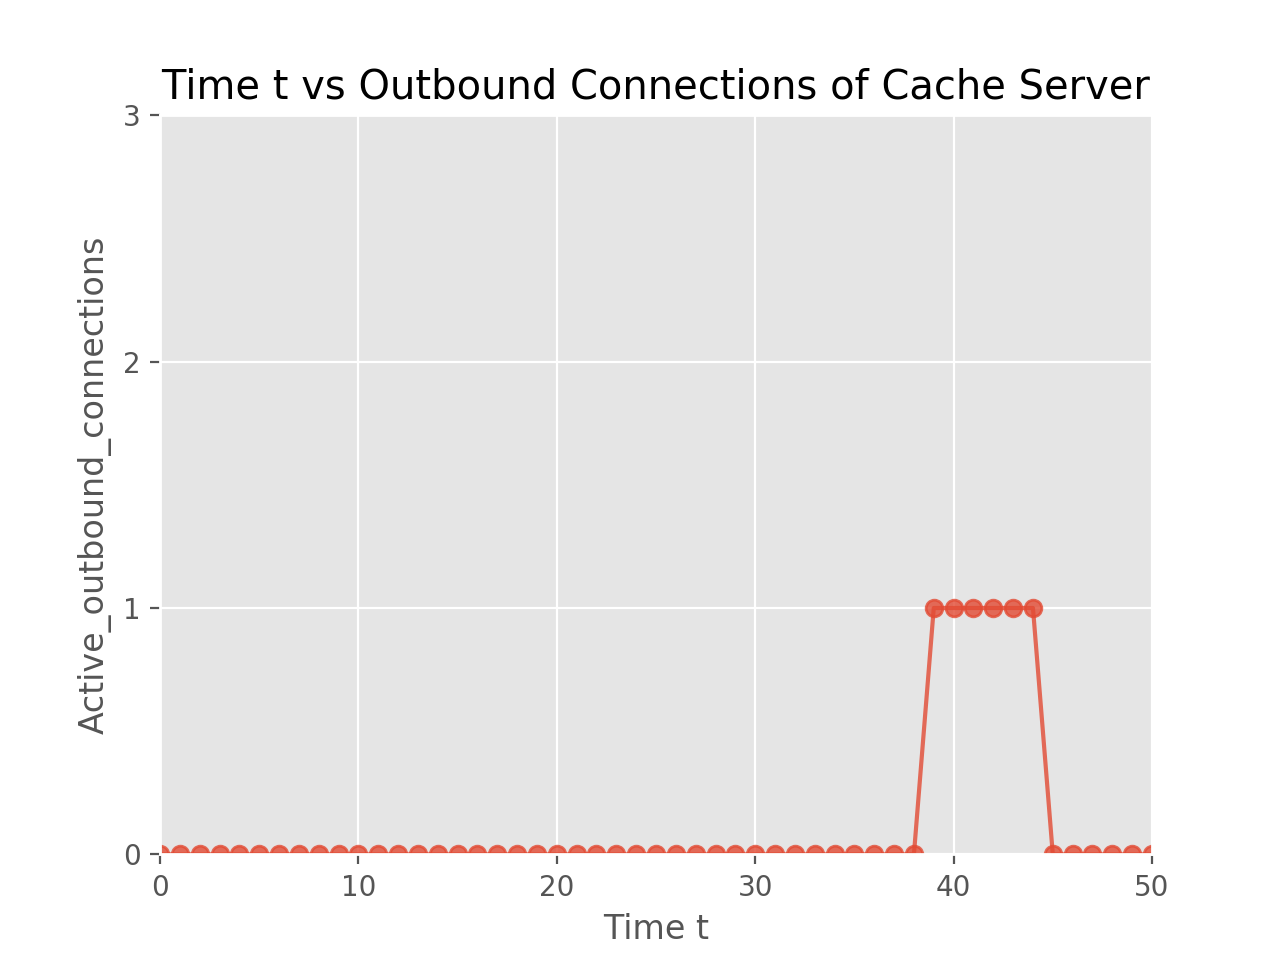 Time t vs Outbound Connections of Cache Server
3
2
1
0
Active_outbound_connections
0 10 20 30 40 50
Time t